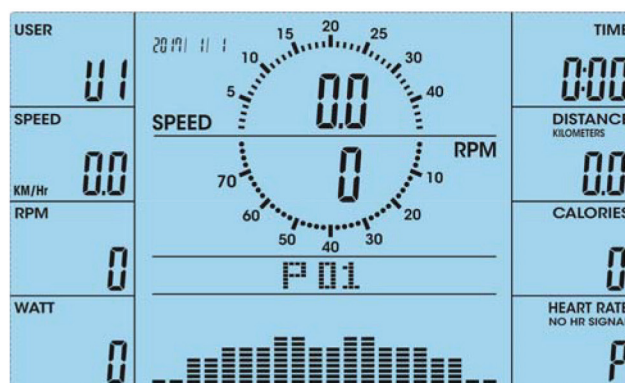 USER
U1
SPEED
KM/Hr 0.0
RPM
0
WATT
0
2017/ 1/ 1
5 10 15 20 25 30 40
SPEED 0.0
0 RPM
70 60 50 40 30 20 10
P01
TIME
0:00
DISTANCE
KILOMETERS
0.0
CALORIES
0
HEART RATE
NO HR SIGNAL
P